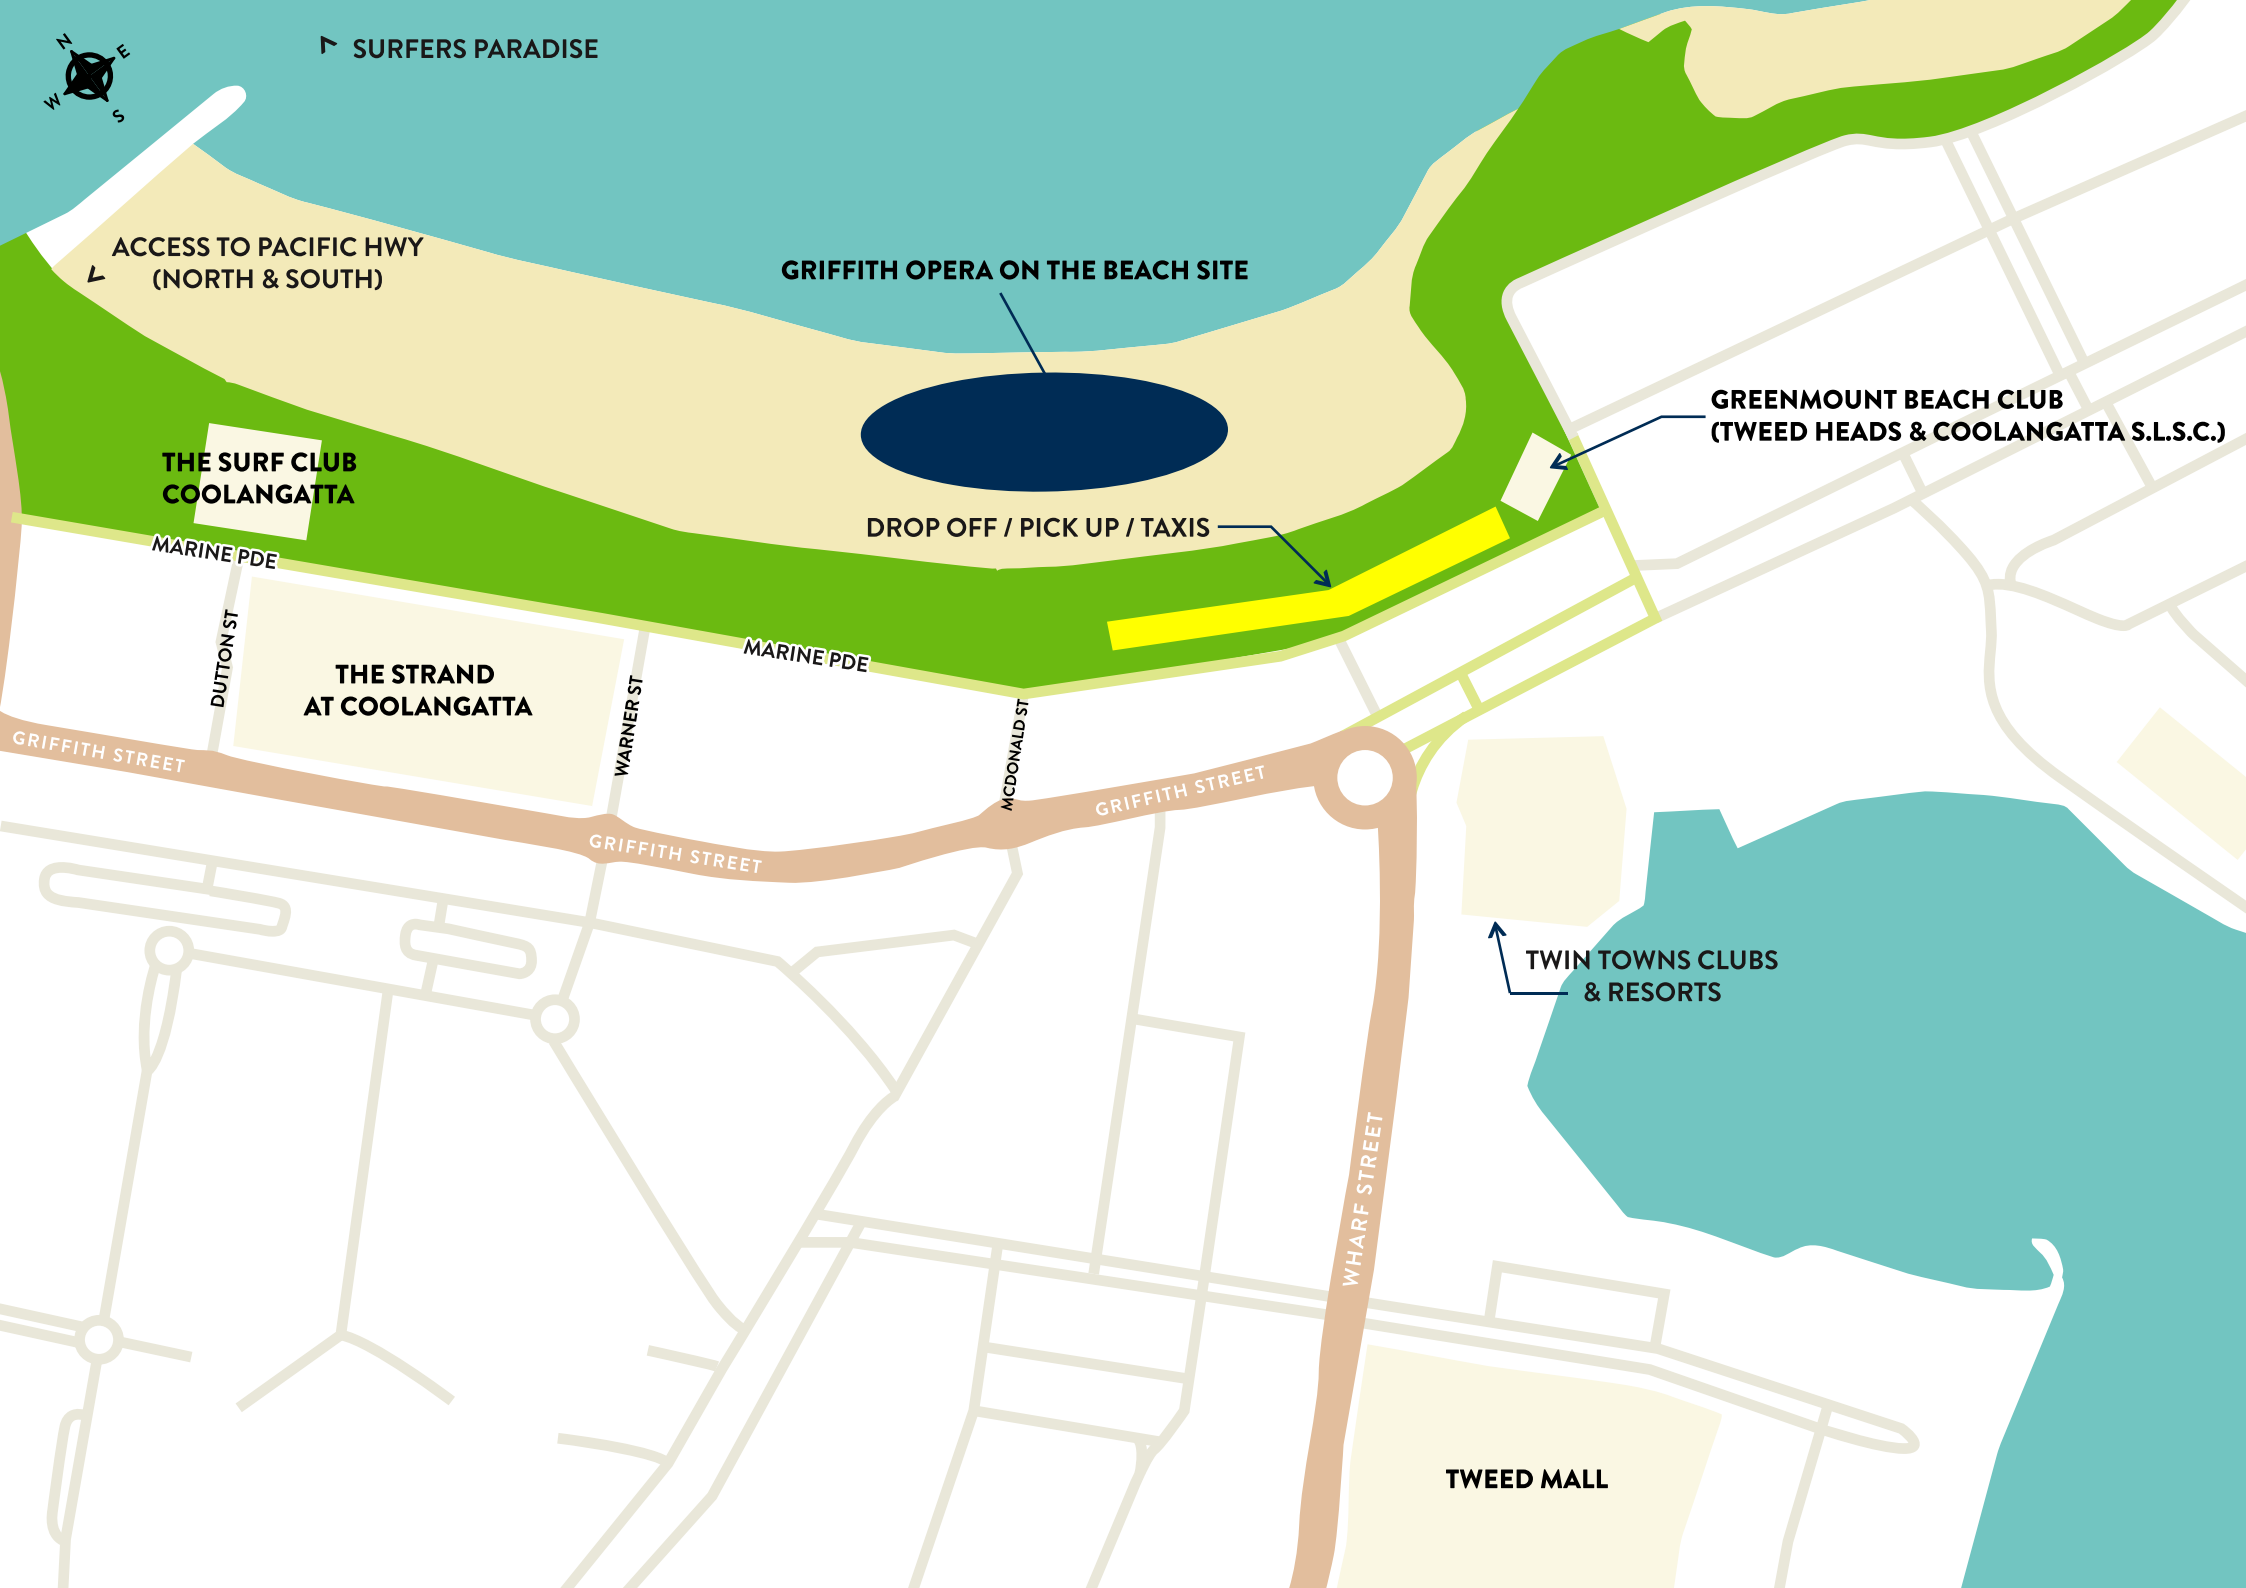 N
E
W
S
SURFERS PARADISE
ACCESS TO PACIFIC HWY
(NORTH & SOUTH)
GRIFFITH OPERA ON THE BEACH SITE
GREENMOUNT BEACH CLUB
(TWEED HEADS & COOLANGATTA S.L.S.C.)
THE SURF CLUB
COOLANGATTA
DROP OFF / PICK UP / TAXIS
MARINE PDE
DUTTON ST
THE STRAND
AT COOLANGATTA
WARNER ST
MARINE PDE
MCDONALD ST
GRIFFITH STREET
GRIFFITH STREET
GRIFFITH STREET
TWIN TOWNS CLUBS
& RESORTS
WHARF STREET
TWEED MALL